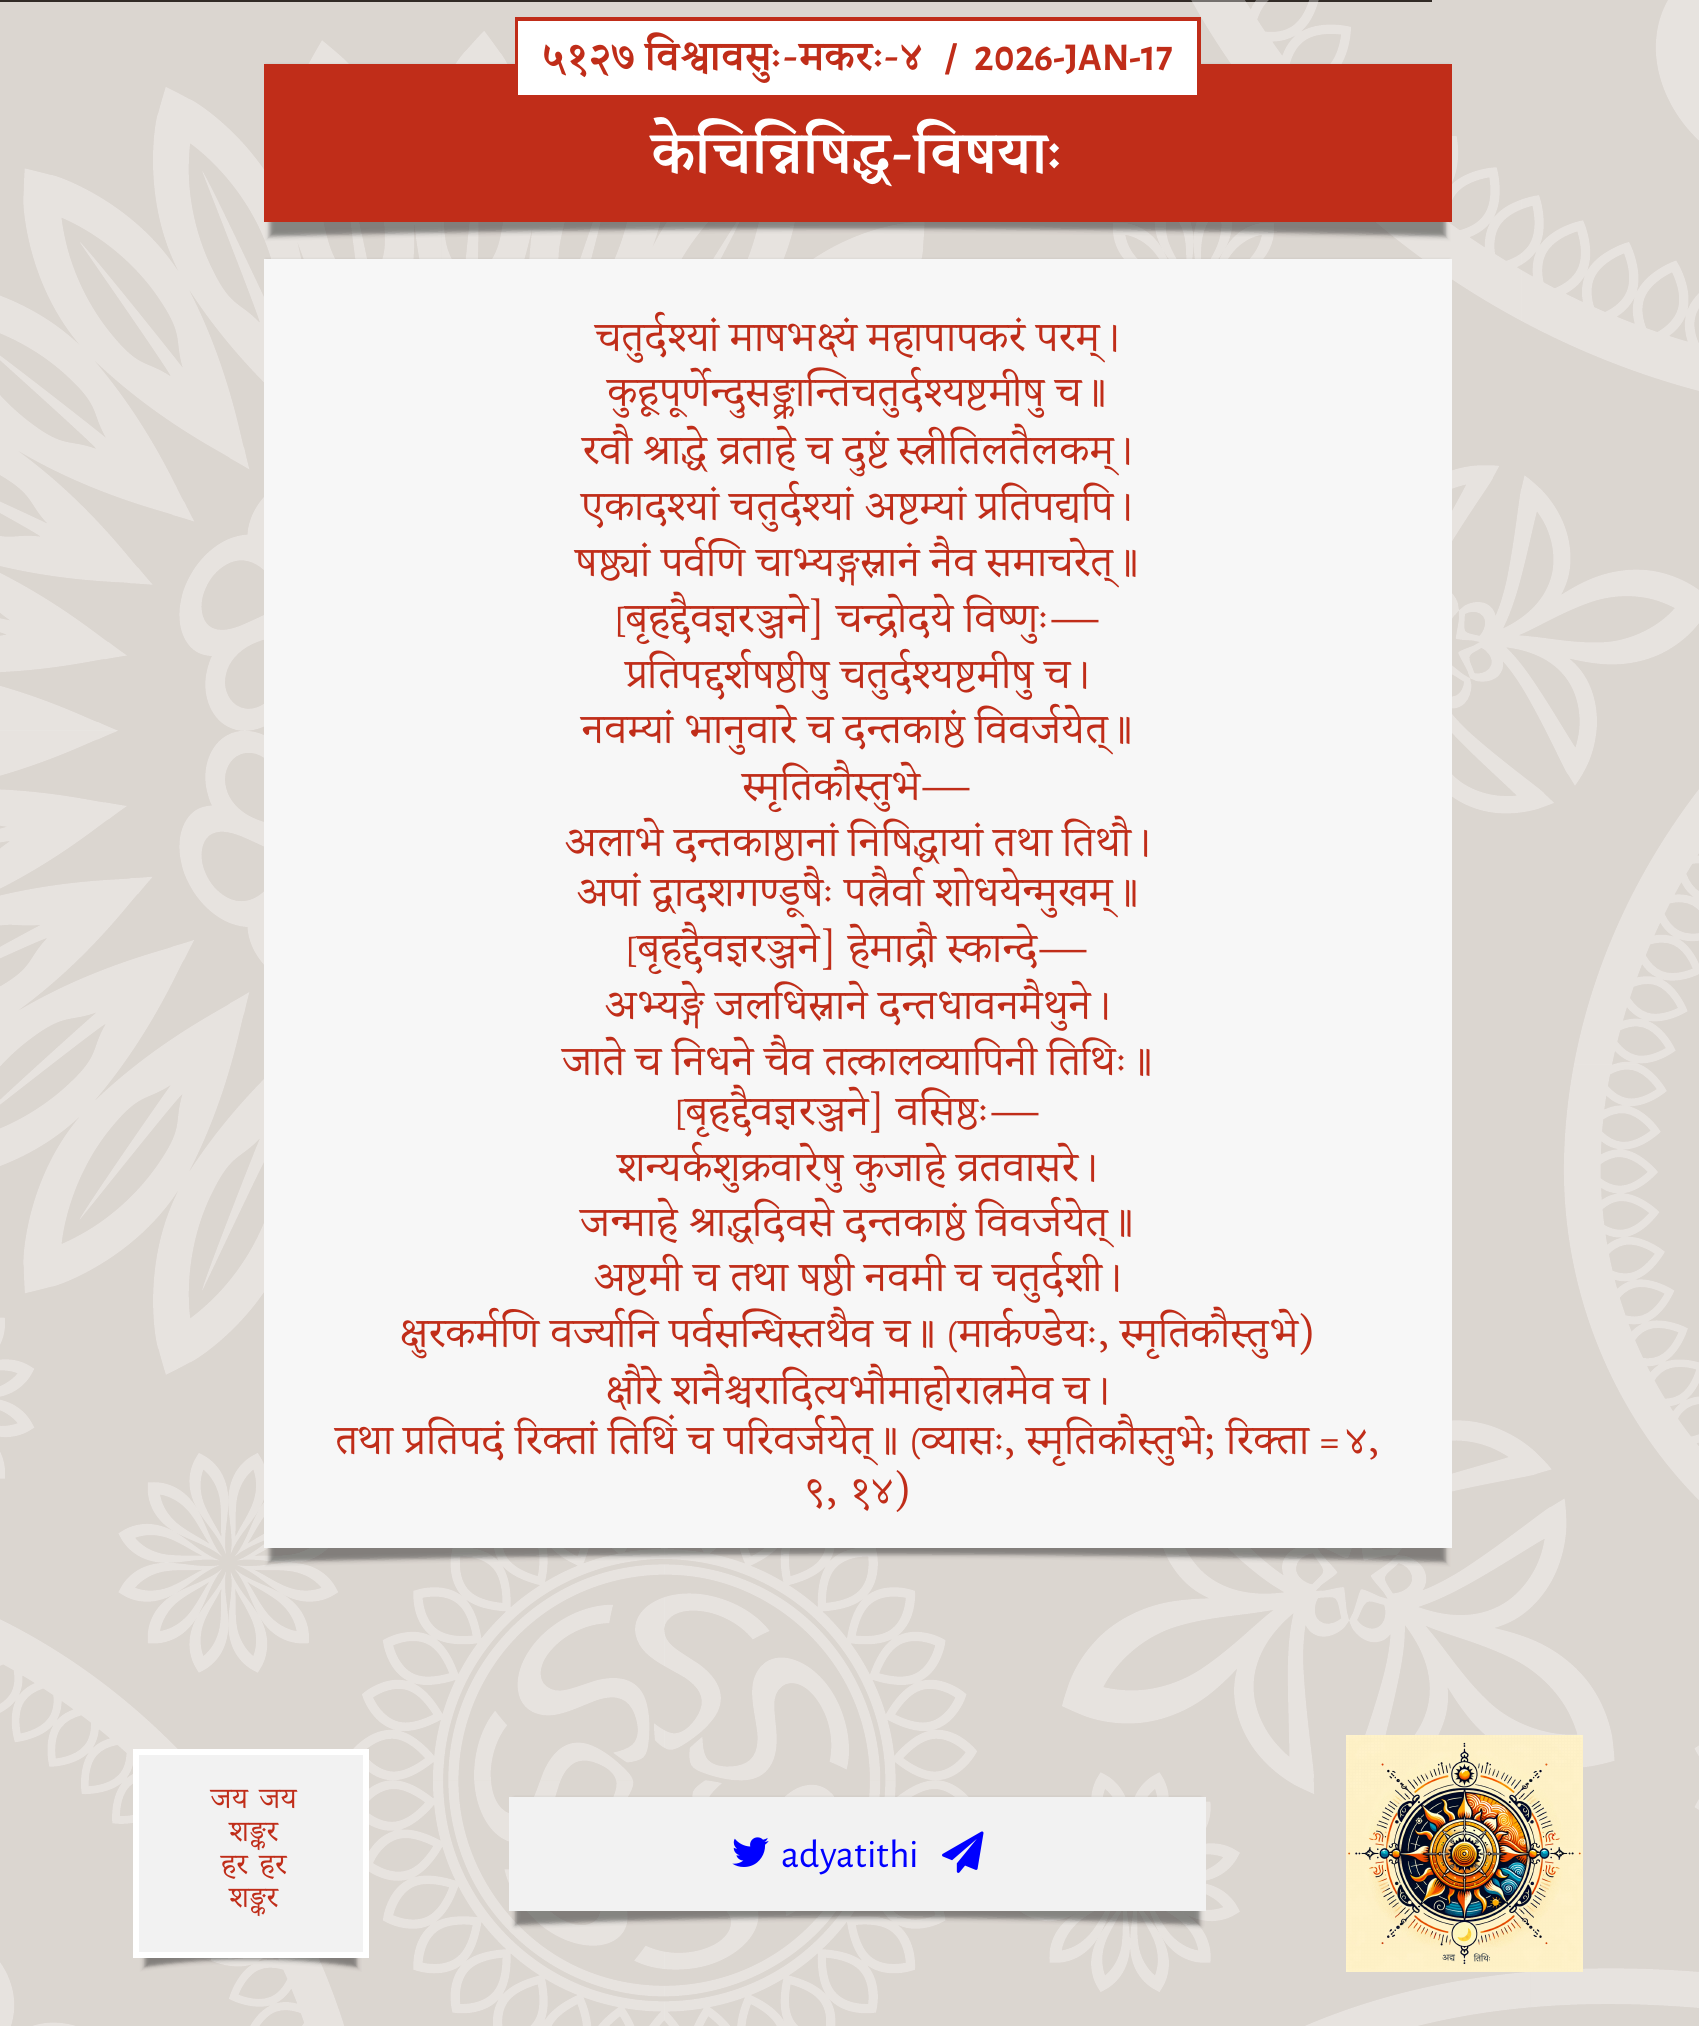 ५१२७ विश्वावसुः-मकरः-४ / 2026-JAN-17
केचिन्निषिद्ध-विषयाः
चतुर्दश्यां माषभक्ष्यं महापापकरं परम्।
कुहूपूर्णेन्दुसङ्क्रान्तिचतुर्दश्यष्टमीषु च॥
रवौ श्राद्धे व्रताहे च दुष्टं स्त्रीतिलतैलकम्।
एकादश्यां चतुर्दश्यां अष्टम्यां प्रतिपद्यपि।
षष्ठ्यां पर्वणि चाभ्यङ्गस्नानं नैव समाचरेत्॥
[बृहद्दैवज्ञरञ्जने] चन्द्रोदये विष्णुः—
प्रतिपद्दर्शषष्ठीषु चतुर्दश्यष्टमीषु च।
नवम्यां भानुवारे च दन्तकाष्ठं विवर्जयेत्॥
स्मृतिकौस्तुभे—
अलाभे दन्तकाष्ठानां निषिद्धायां तथा तिथौ।
अपां द्वादशगण्डूषैः पत्रैर्वा शोधयेन्मुखम्॥
[बृहद्दैवज्ञरञ्जने] हेमाद्रौ स्कान्दे—
अभ्यङ्गे जलधिस्नाने दन्तधावनमैथुने।
जाते च निधने चैव तत्कालव्यापिनी तिथिः॥
[बृहद्दैवज्ञरञ्जने] वसिष्ठः—
शन्यर्कशुक्रवारेषु कुजाहे व्रतवासरे।
जन्माहे श्राद्धदिवसे दन्तकाष्ठं विवर्जयेत्॥
अष्टमी च तथा षष्ठी नवमी च चतुर्दशी।
क्षुरकर्मणि वर्ज्यानि पर्वसन्धिस्तथैव च॥ (मार्कण्डेयः, स्मृतिकौस्तुभे)
क्षौरे शनैश्चरादित्यभौमाहोरात्रमेव च।
तथा प्रतिपदं रिक्तां तिथिं च परिवर्जयेत्॥ (व्यासः, स्मृतिकौस्तुभे; रिक्ता = ४,
९, १४)
जय जय
शङ्कर
हर हर
शङ्कर
adyatithi
अद्य तिथिः